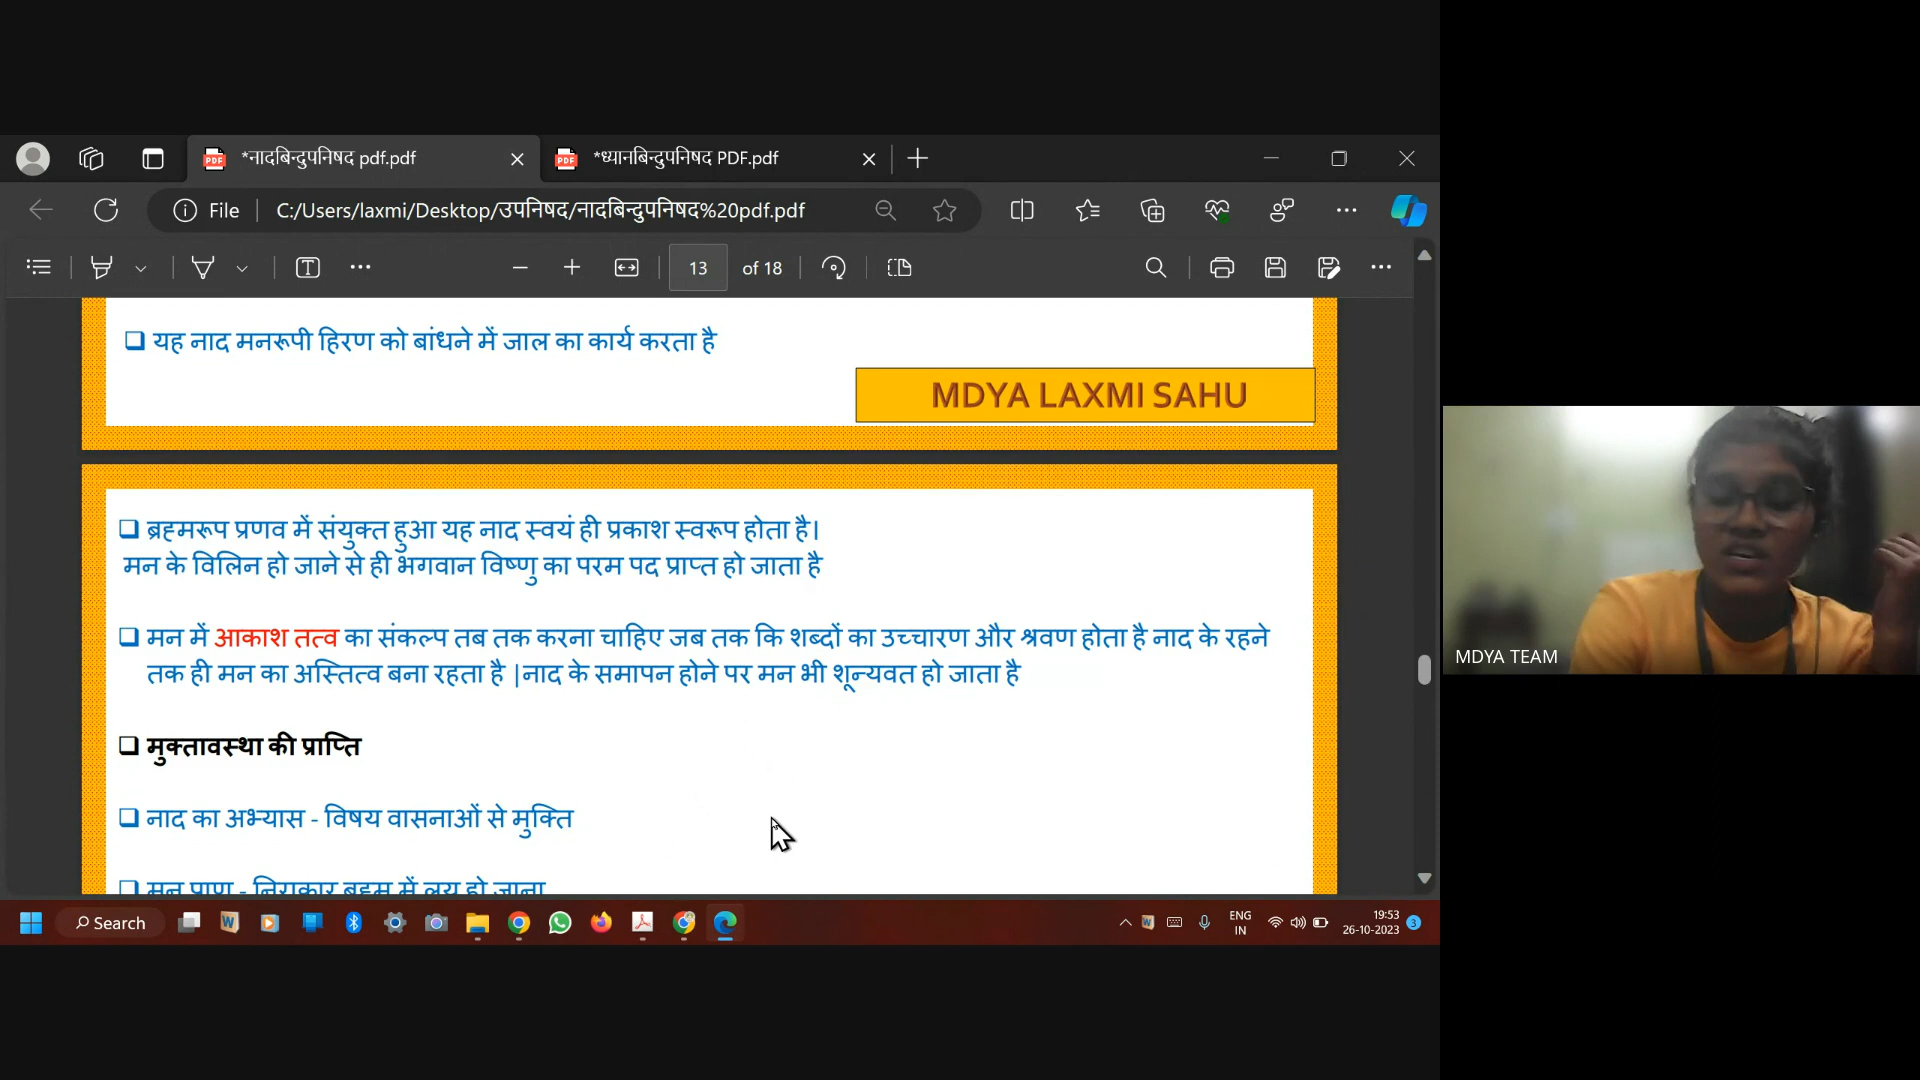 *नादबिन्दुपनिषद pdf.pdf
*ध्यानबिन्दुपनिषद PDF.pdf
File
C:/Users/laxmi/Desktop/उपनिषद/नादबिन्दुपनिषद%20pdf.pdf
13 of 18
यह नाद मनरूपी हिरण को बांधने में जाल का कार्य करता है
MDYA LAXMI SAHU
ब्रह्मरूप प्रणव में संयुक्त हुआ यह नाद स्वयं ही प्रकाश स्वरूप होता है|
मन के विलिन हो जाने से ही भगवान विष्णु का परम पद प्राप्त हो जाता है
मन में आकाश तत्व का संकल्प तब तक करना चाहिए जब तक कि शब्दों का उच्चारण और श्रवण होता है नाद के रहने
तक ही मन का अस्तित्व बना रहता है |नाद के समापन होने पर मन भी शून्यवत हो जाता है
मुक्तावस्था की प्राप्ति
नाद का अभ्यास - विषय वासनाओं से मुक्ति
मन प्राण - निराकार ब्रह्म में लय हो जाना
MDYA TEAM
Search
ENG
IN
19:53
26-10-2023
3